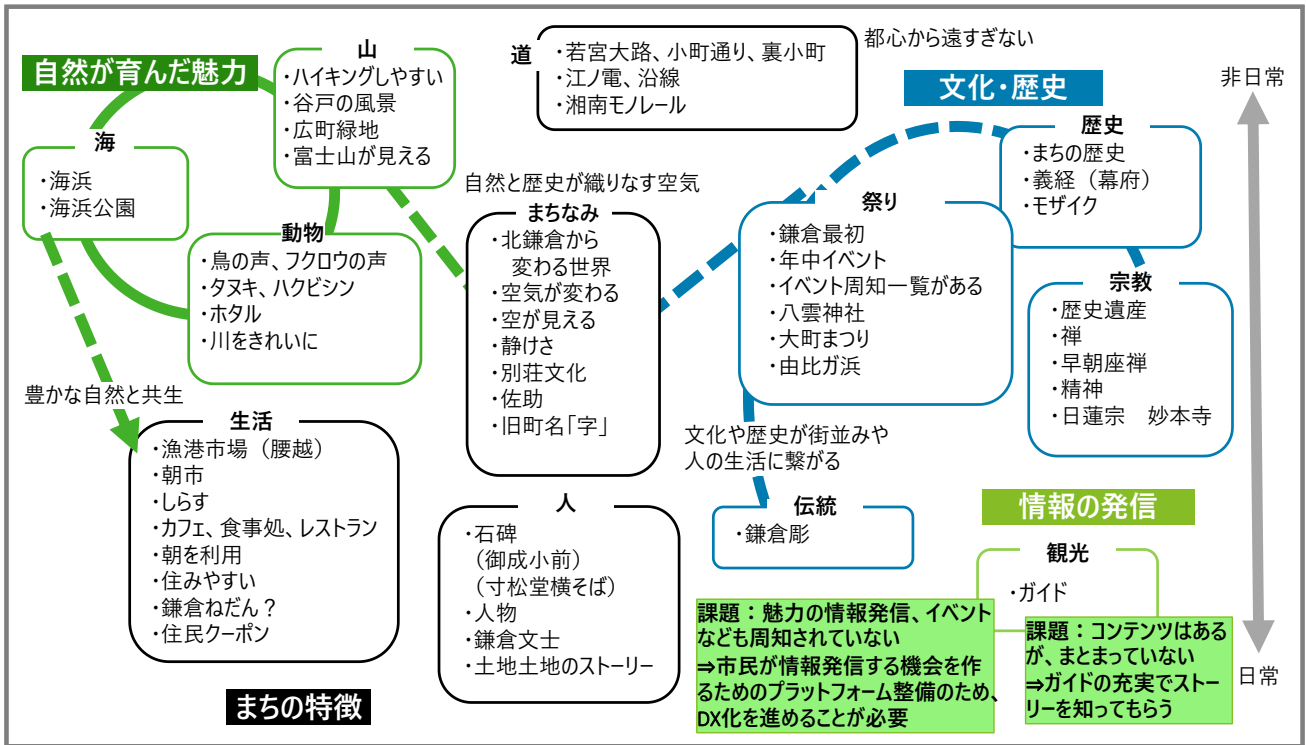 自然が育んだ魅力
山
・ハイキングしやすい
・谷戸の風景
・広町緑地
・富士山が見える
海
・海浜
・海浜公園
動物
・鳥の声、フクロウの声
・タヌキ、ハクビシン
・ホタル
・川をきれいに
豊かな自然と共生
生活
・漁港市場（腰越）
・朝市
・しらす
・カフェ、食事処、レストラン
・朝を利用
・住みやすい
・鎌倉ねだん？
・住民クーポン
まちの特徴
道
・若宮大路、小町通り、裏小町
・江ノ電、沿線
・湘南モノレール
都心から遠すぎない
自然と歴史が織りなす空気
まちなみ
・北鎌倉から
変わる世界
・空気が変わる
・空が見える
・静けさ
・別荘文化
・佐助
・旧町名「字」
人
・石碑
（御成小前）
（寸松堂横そば）
・人物
・鎌倉文士
・土地土地のストーリー
文化・歴史
歴史
・まちの歴史
・義経（幕府）
・モザイク
祭り
・鎌倉最初
・年中イベント
・イベント周知一覧がある
・八雲神社
・大町まつり
・由比ガ浜
宗教
・歴史遺産
・禅
・早朝座禅
・精神
・日蓮宗　妙本寺
文化や歴史が街並みや
人の生活に繋がる
伝統
・鎌倉彫
情報の発信
観光
・ガイド
課題：魅力の情報発信、イベント
なども周知されていない
⇒市民が情報発信する機会を作
るためのプラットフォーム整備のため、
DX化を進めることが必要
課題：コンテンツはある
が、まとまっていない
⇒ガイドの充実でストー
リーを知ってもらう
非日常
日常